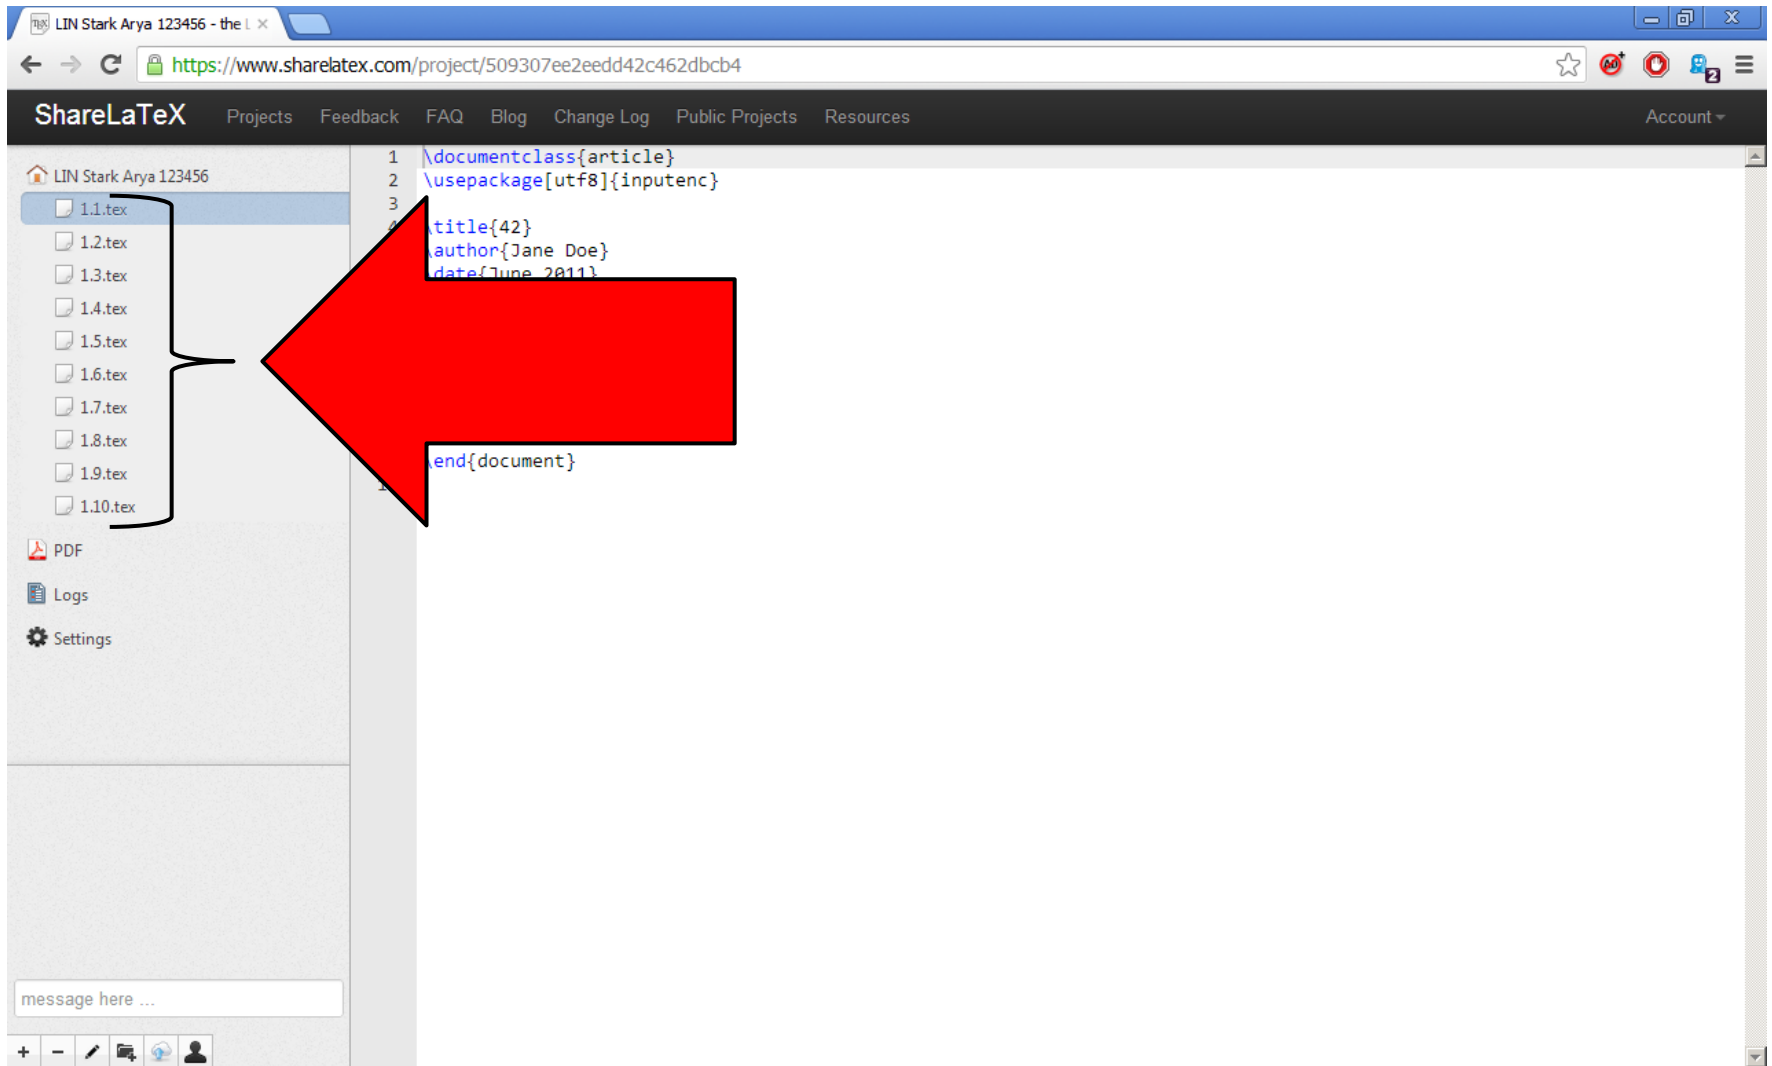 LIN Stark Arya 123456 - the L
https://www.sharelatex.com/project/509307ee2eedd42c462dbcb4
2
ShareLaTeX Projects Feedback FAQ Blog Change Log Public Projects Resources Account
LIN Stark Arya 123456
1.1.tex
1.2.tex
1.3.tex
1.4.tex
1.5.tex
1.6.tex
1.7.tex
1.8.tex
1.9.tex
1.10.tex
PDF
Logs
Settings
message here ...
1 \documentclass{article}
2 \usepackage[utf8]{inputenc}
3
\title{42}
\author{Jane Doe}
\date{June 2011}
\end{document}